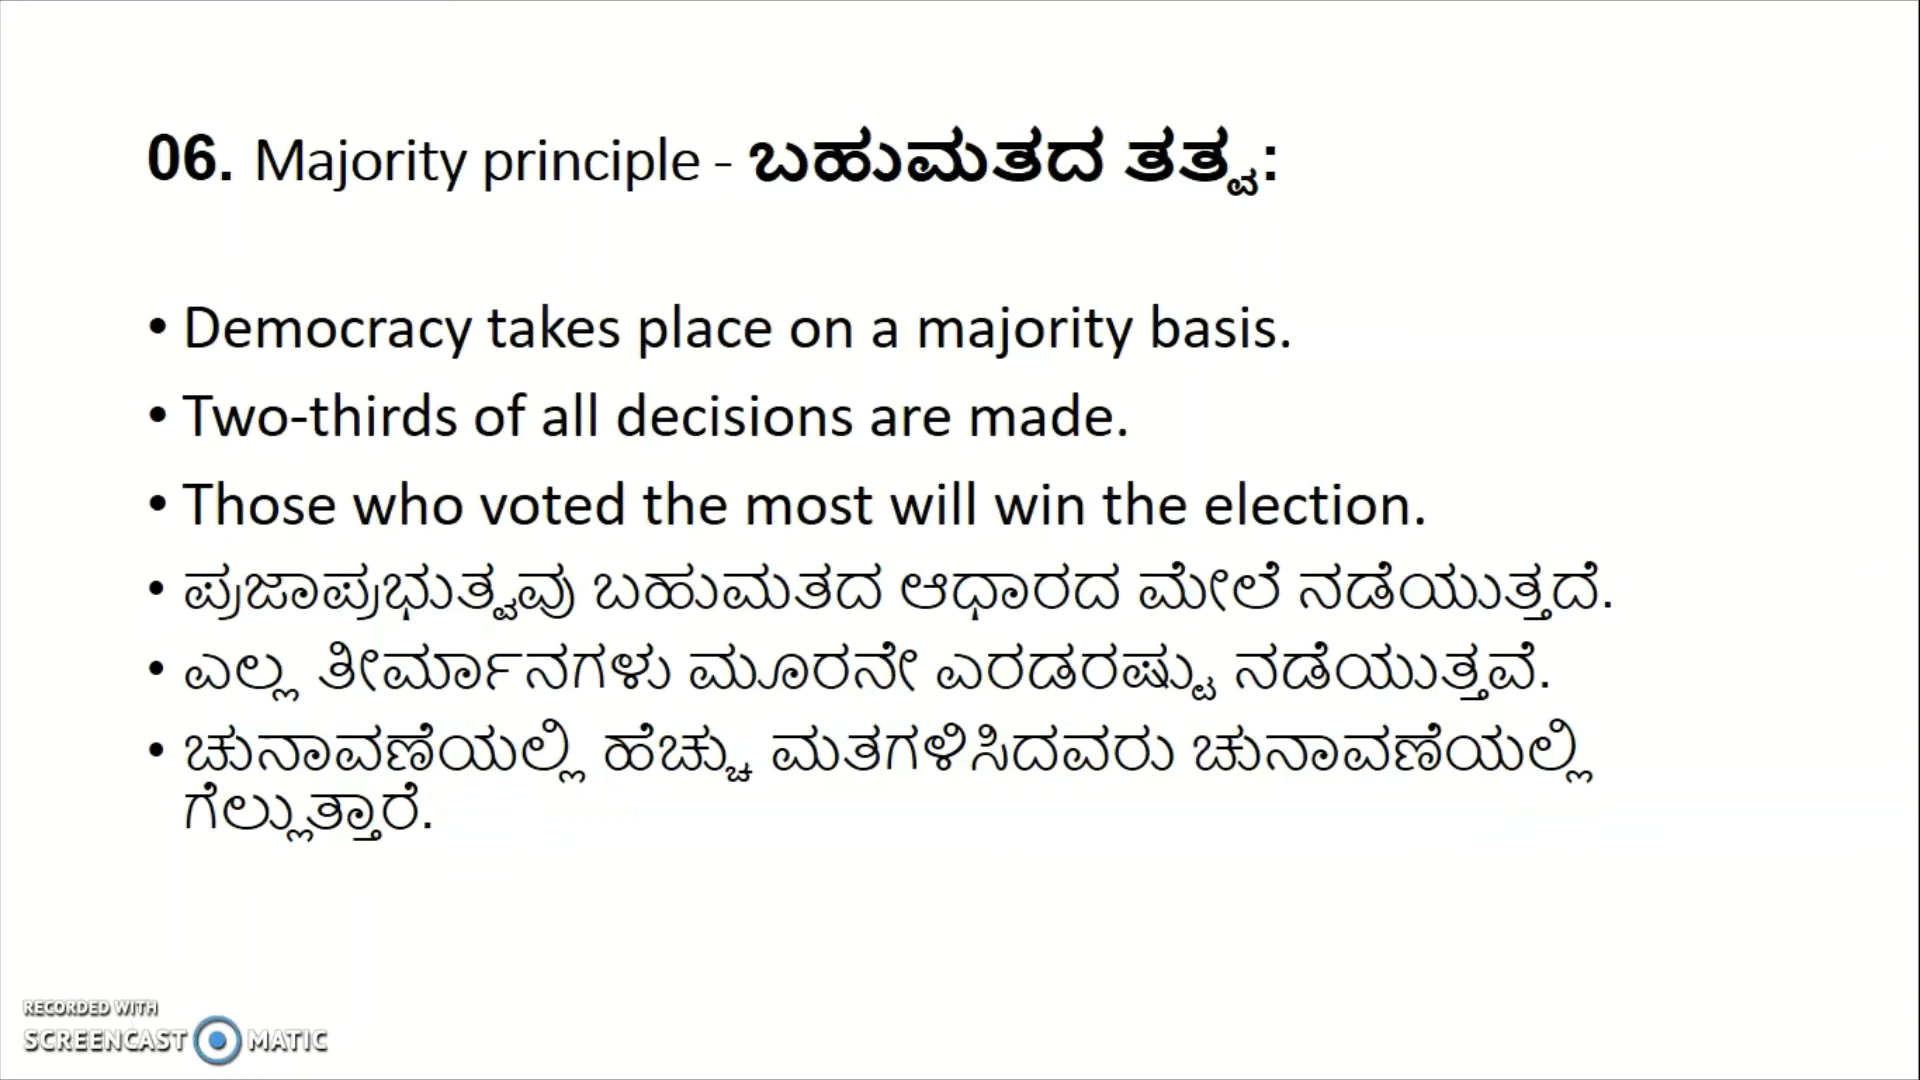 06. Majority principle - ಬಹುಮತದ ತತ್ವ:
• Democracy takes place on a majority basis.
• Two-thirds of all decisions are made.
• Those who voted the most will win the election.
• ಪ್ರಜಾಪ್ರಭುತ್ವವು ಬಹುಮತದ ಆಧಾರದ ಮೇಲೆ ನಡೆಯುತ್ತದೆ.
• ಎಲ್ಲ ತೀರ್ಮಾನಗಳು ಮೂರನೇ ಎರಡರಷ್ಟು ನಡೆಯುತ್ತವೆ.
• ಚುನಾವಣೆಯಲ್ಲಿ ಹೆಚ್ಚು ಮತಗಳಿಸಿದವರು ಚುನಾವಣೆಯಲ್ಲಿ
ಗೆಲ್ಲುತ್ತಾರೆ.
RECORDED WITH
SCREENCAST MATIC